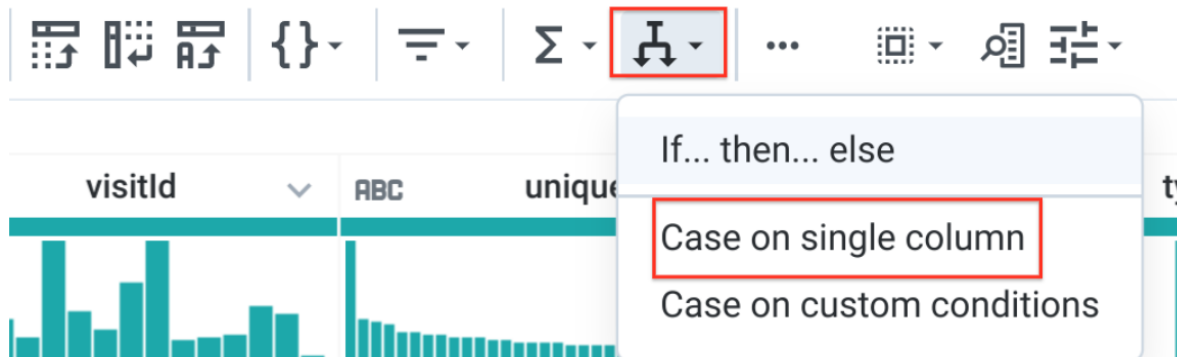 visitId
ABC
unique
If... then... else
Case on single column
Case on custom conditions